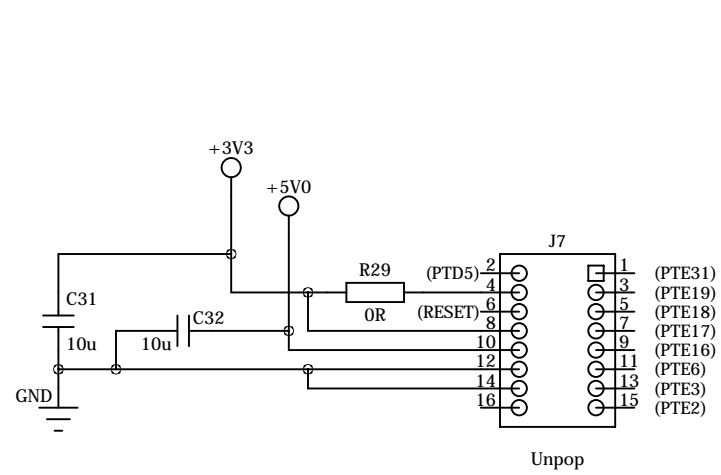 +3V3
+5V0
J7
R29
(PTD5) 2 1 (PTE31)
4 3 (PTE19)
C31
0R
(RESET) 6 5 (PTE18)
C32
10u
10u
8 7 (PTE17)
10 9 (PTE16)
12 11 (PTE6)
14 13 (PTE3)
GND
16 15 (PTE2)
Unpop